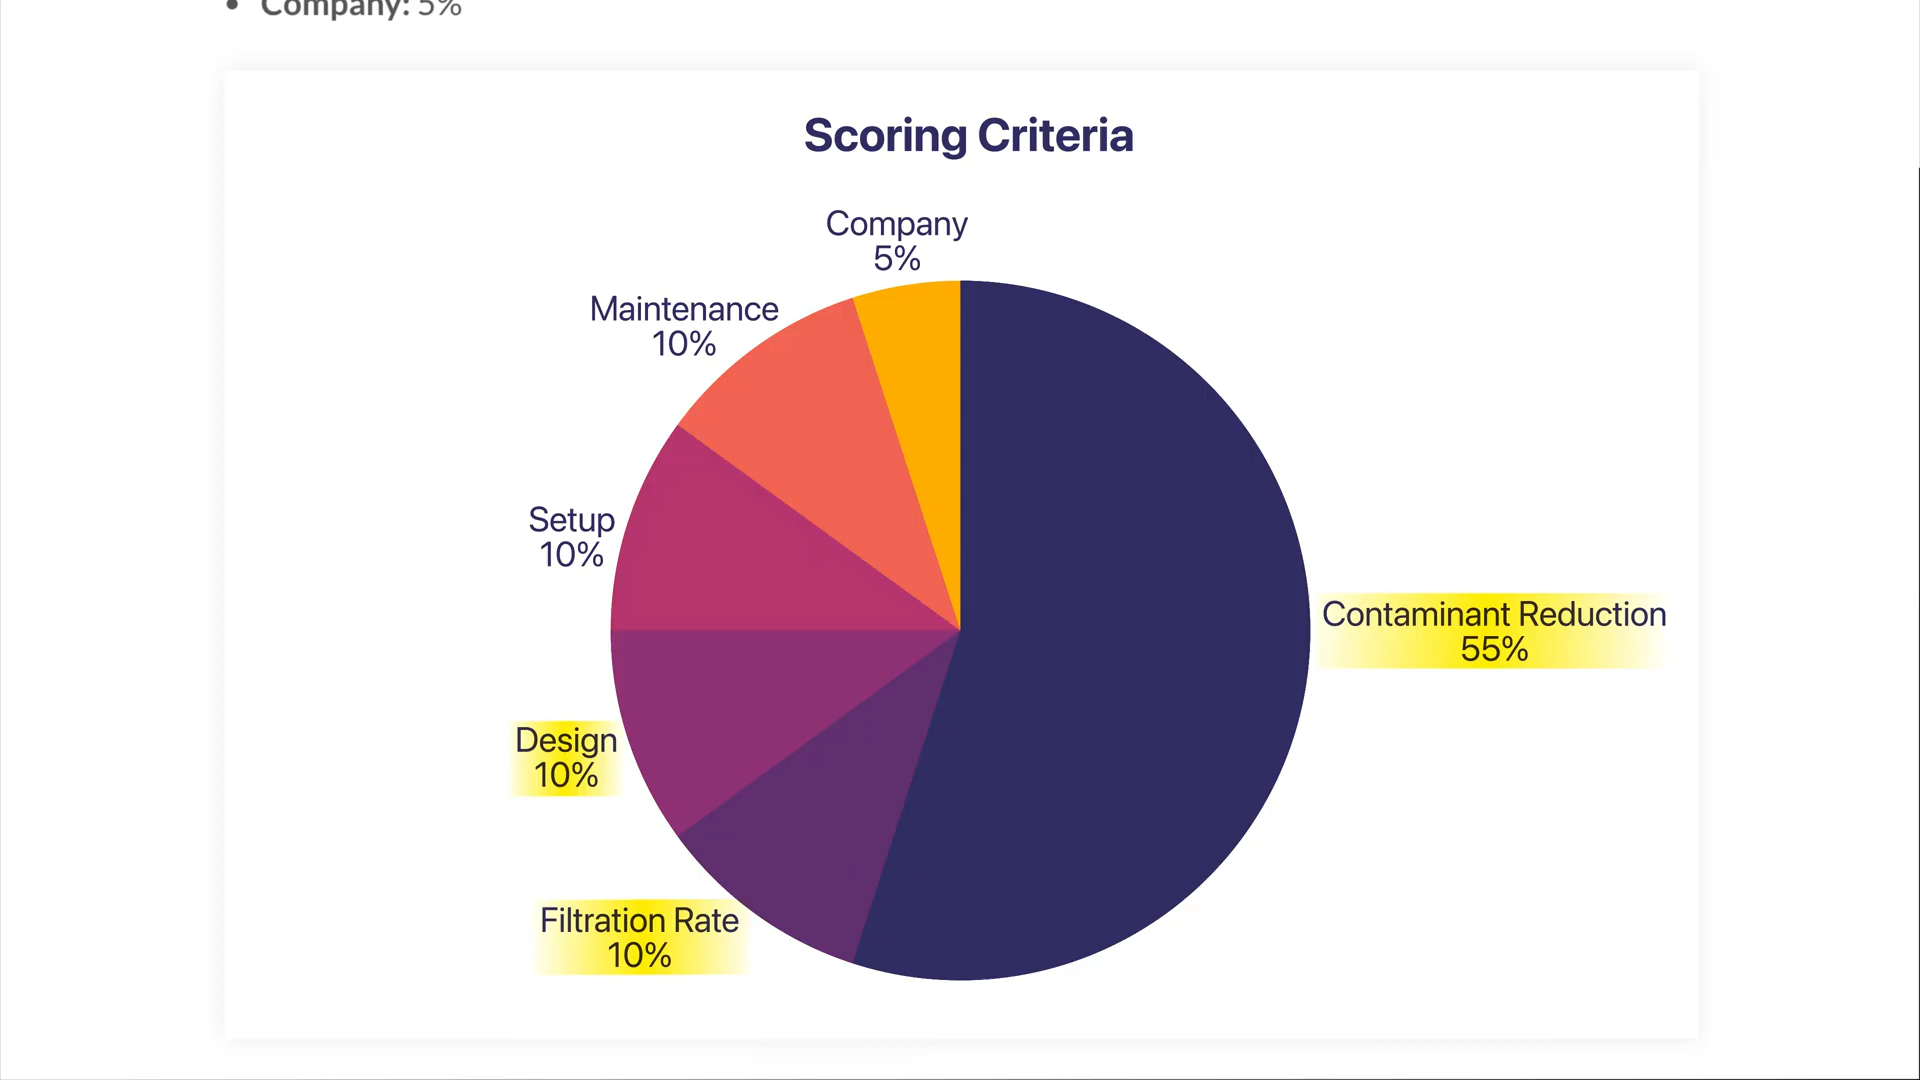 • Company: 5%
Scoring Criteria
Company
5%
Maintenance
10%
Setup
10%
Contaminant Reduction
55%
Design
10%
Filtration Rate
10%